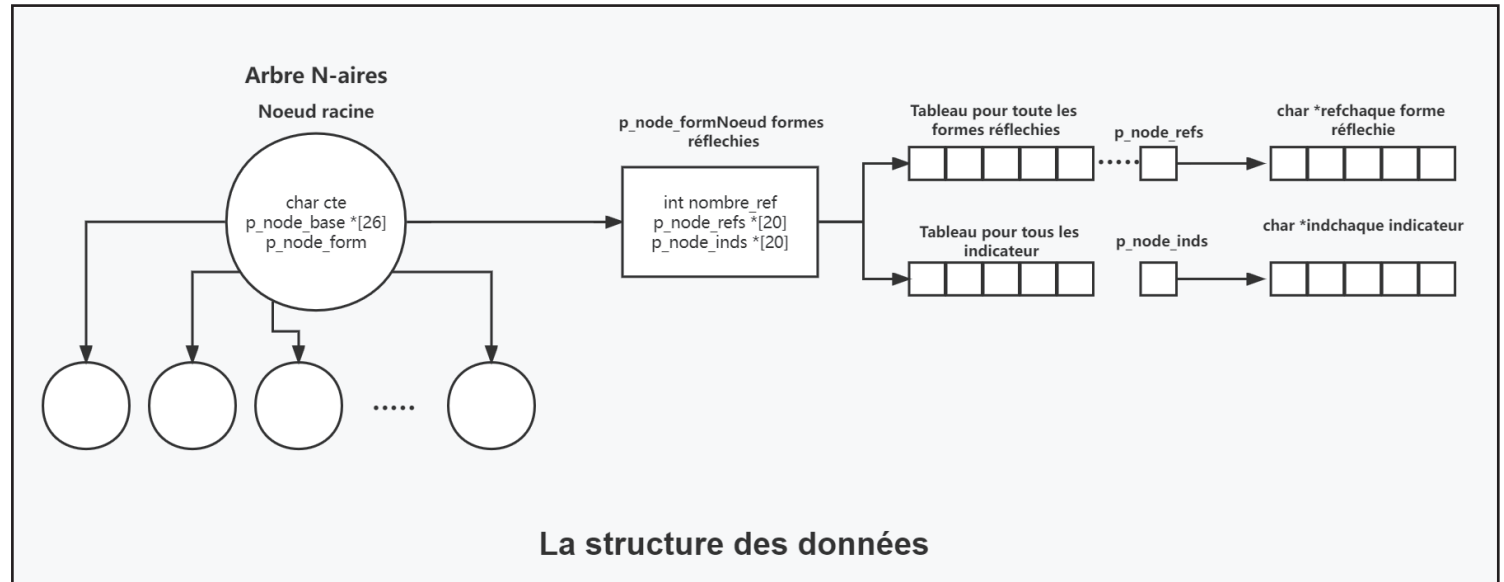 Arbre N-aires
Noeud racine
char cte
p_node_base *[26]
p_node_form
p_node_formNoeud formes
réflechies
int nombre_ref
p_node_refs *[20]
p_node_inds *[20]
Tableau pour toute les
formes réflechies
p_node_refs
char *refchaque forme
réflechie
Tableau pour tous les
indicateur
p_node_inds
char *indchaque indicateur
La structure des données